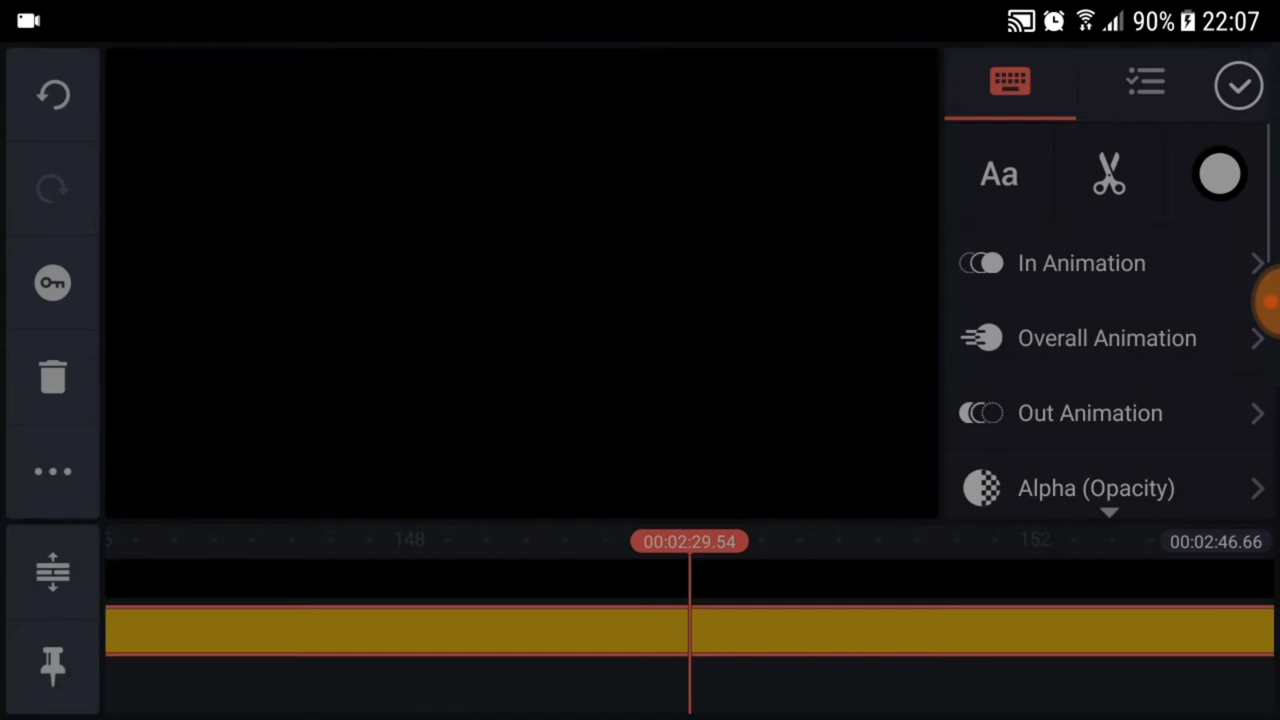 90% 22:07
Aa
In Animation
Overall Animation
Out Animation
Alpha (Opacity)
148
00:02:29.54
152
00:02:46.66